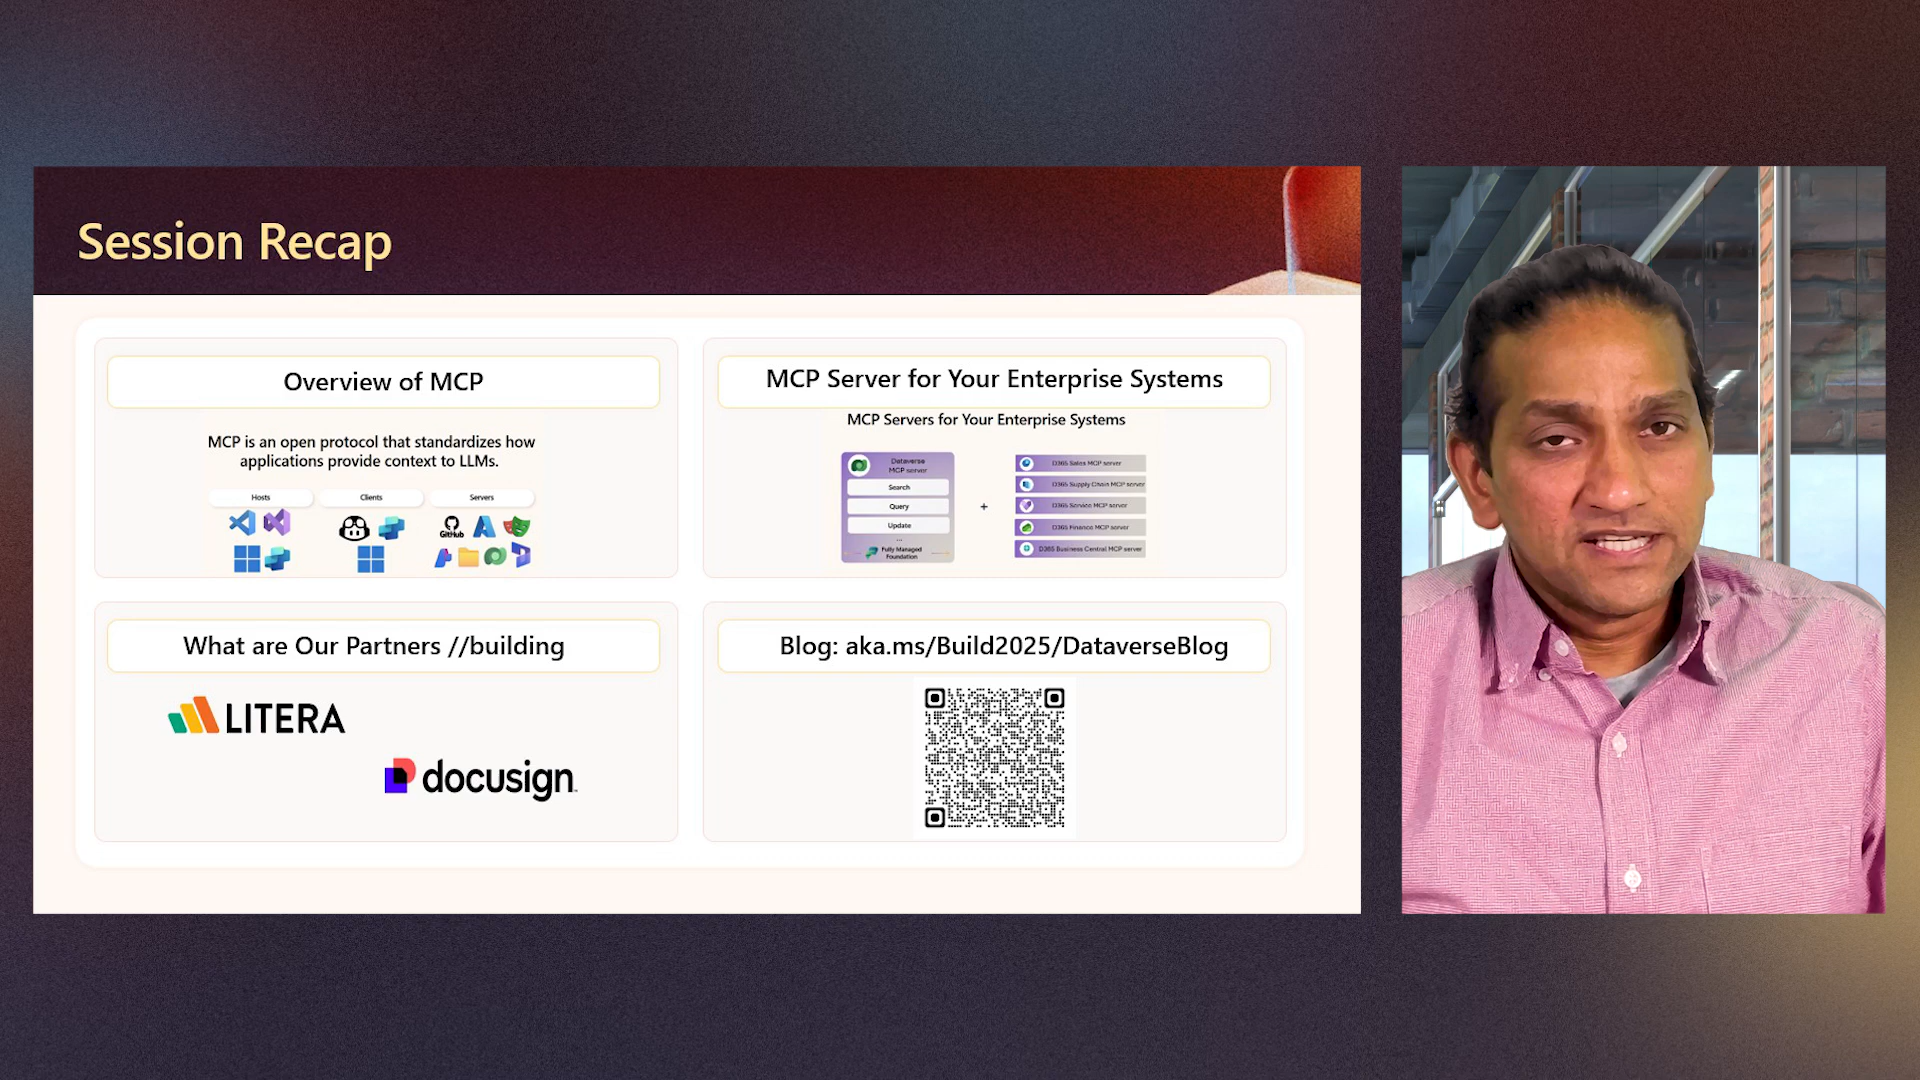 Session Recap
Overview of MCP
MCP is an open protocol that standardizes how
applications provide context to LLMs.
Hosts
Clients
Servers
GitHub
MCP Server for Your Enterprise Systems
MCP Servers for Your Enterprise Systems
Dataverse
MCP server
Search
Query
Update
...
Fully Managed
Foundation
+
D365 Sales MCP server
D365 Supply Chain MCP server
D365 Service MCP server
D365 Finance MCP server
D365 Business Central MCP server
What are Our Partners //building
LITERA
docusign
Blog: aka.ms/Build2025/DataverseBlog